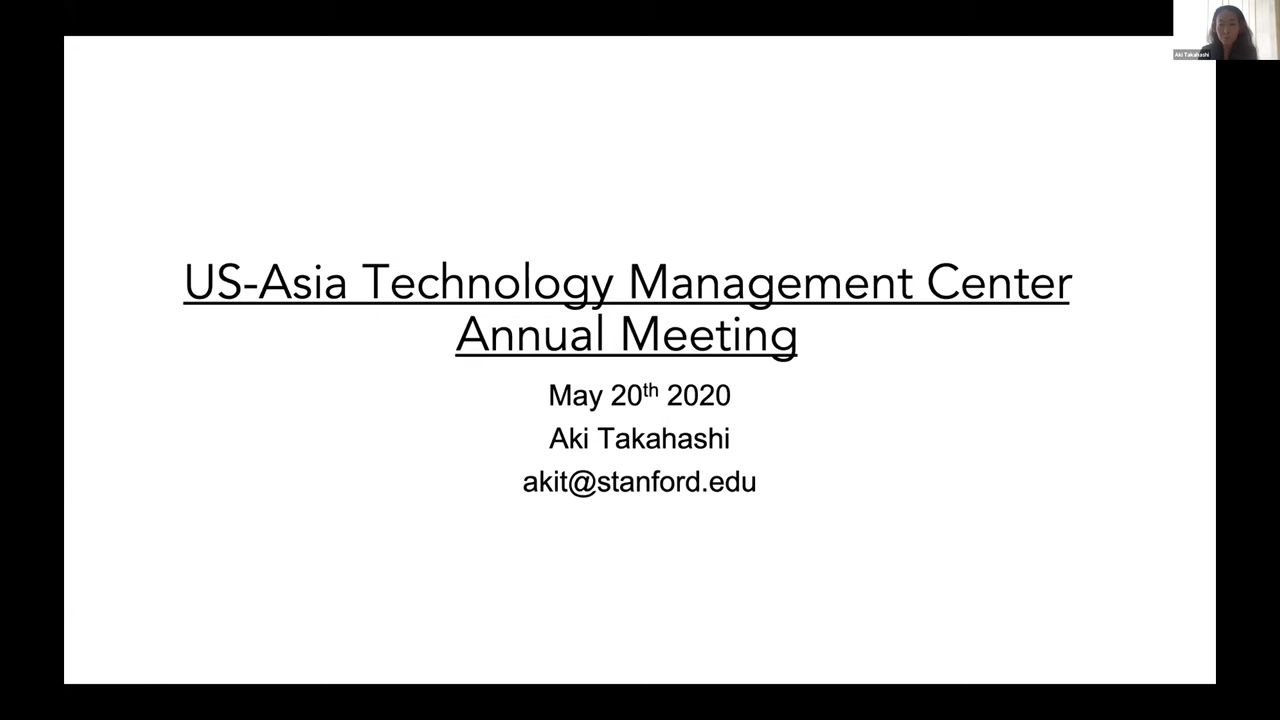 Aki Takahashi
US-Asia Technology Management Center
Annual Meeting
May 20th 2020
Aki Takahashi
akit@stanford.edu